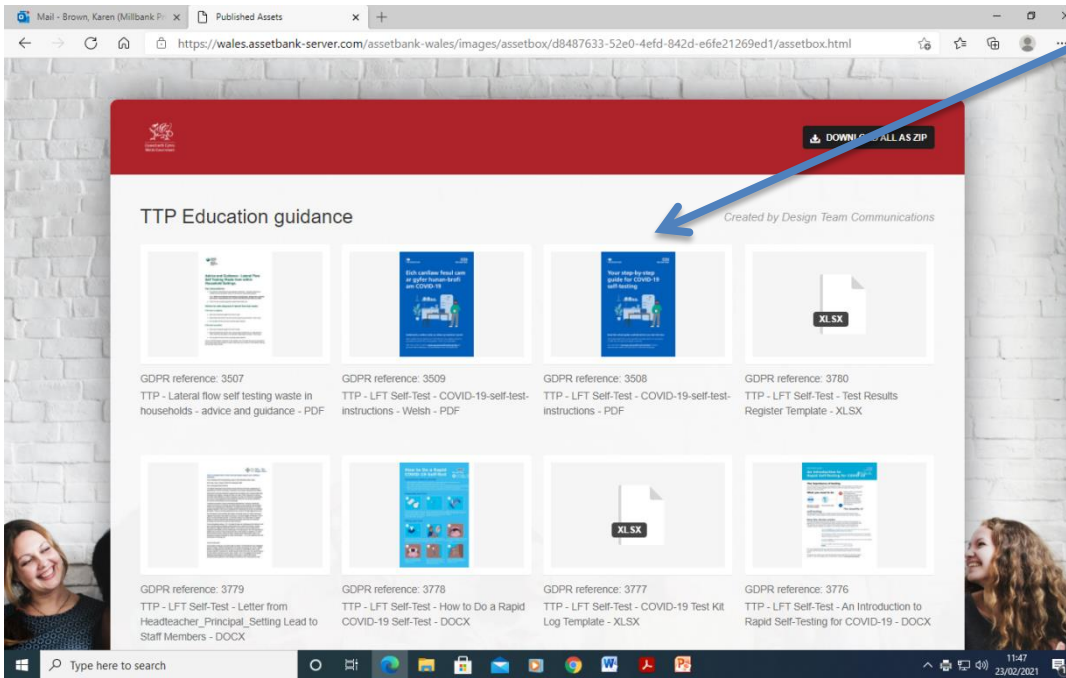 Mail - Brown, Karen (Millbank Pr
Published Assets
https://wales.assetbank-server.com/assetbank-wales/images/assetbox/d8487633-52e0-4efd-842d-e6fe21269ed1/assetbox.html
DOWNLOAD ALL AS ZIP
TTP Education guidance
Created by Design Team Communications
Eich canllaw fesul cam
ar gyfer hunan-brofi
am COVID-19
Your step-by-step
guide for COVID-19
self-testing
XLSX
GDPR reference: 3507
TTP - Lateral flow self testing waste in
households - advice and guidance - PDF
GDPR reference: 3509
TTP - LFT Self-Test - COVID-19-self-test-
instructions - Welsh - PDF
GDPR reference: 3508
TTP - LFT Self-Test - COVID-19-self-test-
instructions - PDF
GDPR reference: 3780
TTP - LFT Self-Test - Test Results
Register Template - XLSX
How to Do a Rapid
COVID-19 Self-Test
XLSX
An Introduction to
Rapid Self-Testing for COVID-19
GDPR reference: 3779
TTP - LFT Self-Test - Letter from
Headteacher_Principal_Setting Lead to
Staff Members - DOCX
GDPR reference: 3778
TTP - LFT Self-Test - How to Do a Rapid
COVID-19 Self-Test - DOCX
GDPR reference: 3777
TTP - LFT Self-Test - COVID-19 Test Kit
Log Template - XLSX
GDPR reference: 3776
TTP - LFT Self-Test - An Introduction to
Rapid Self-Testing for COVID-19 - DOCX
Type here to search
11:47
23/02/2021